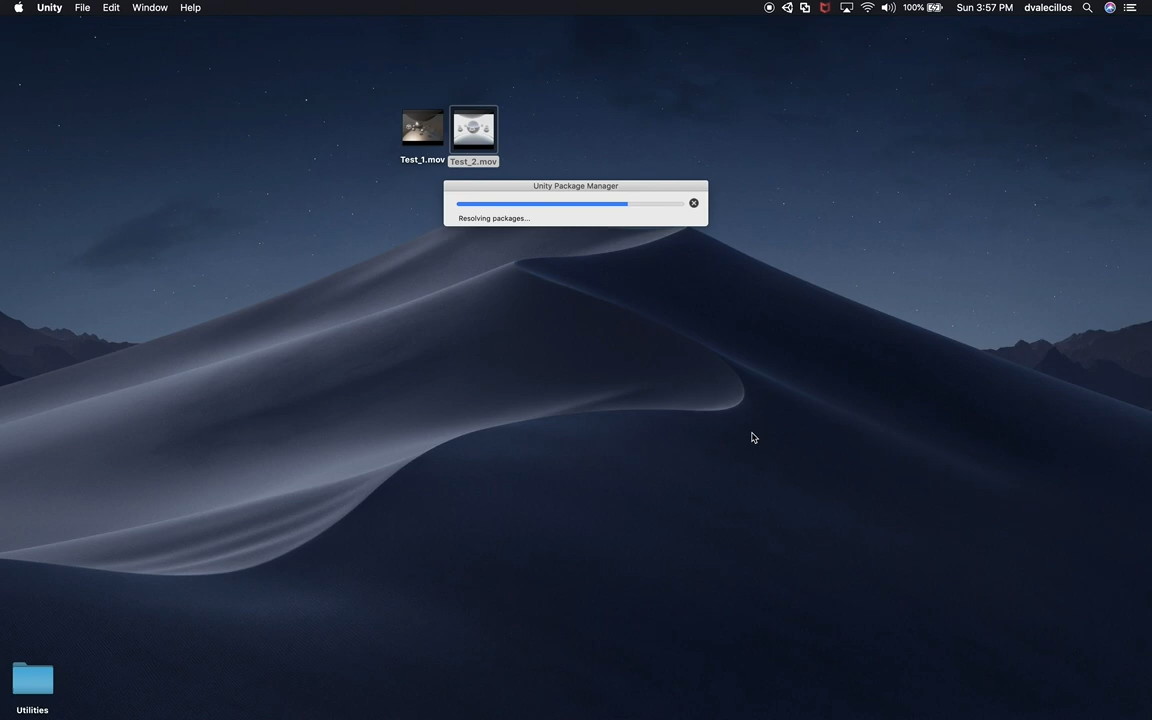 Unity File Edit Window Help 100% Sun 3:57 PM dvalecillos
Test_1.mov Test_2.mov
Unity Package Manager
Resolving packages...
Utilities